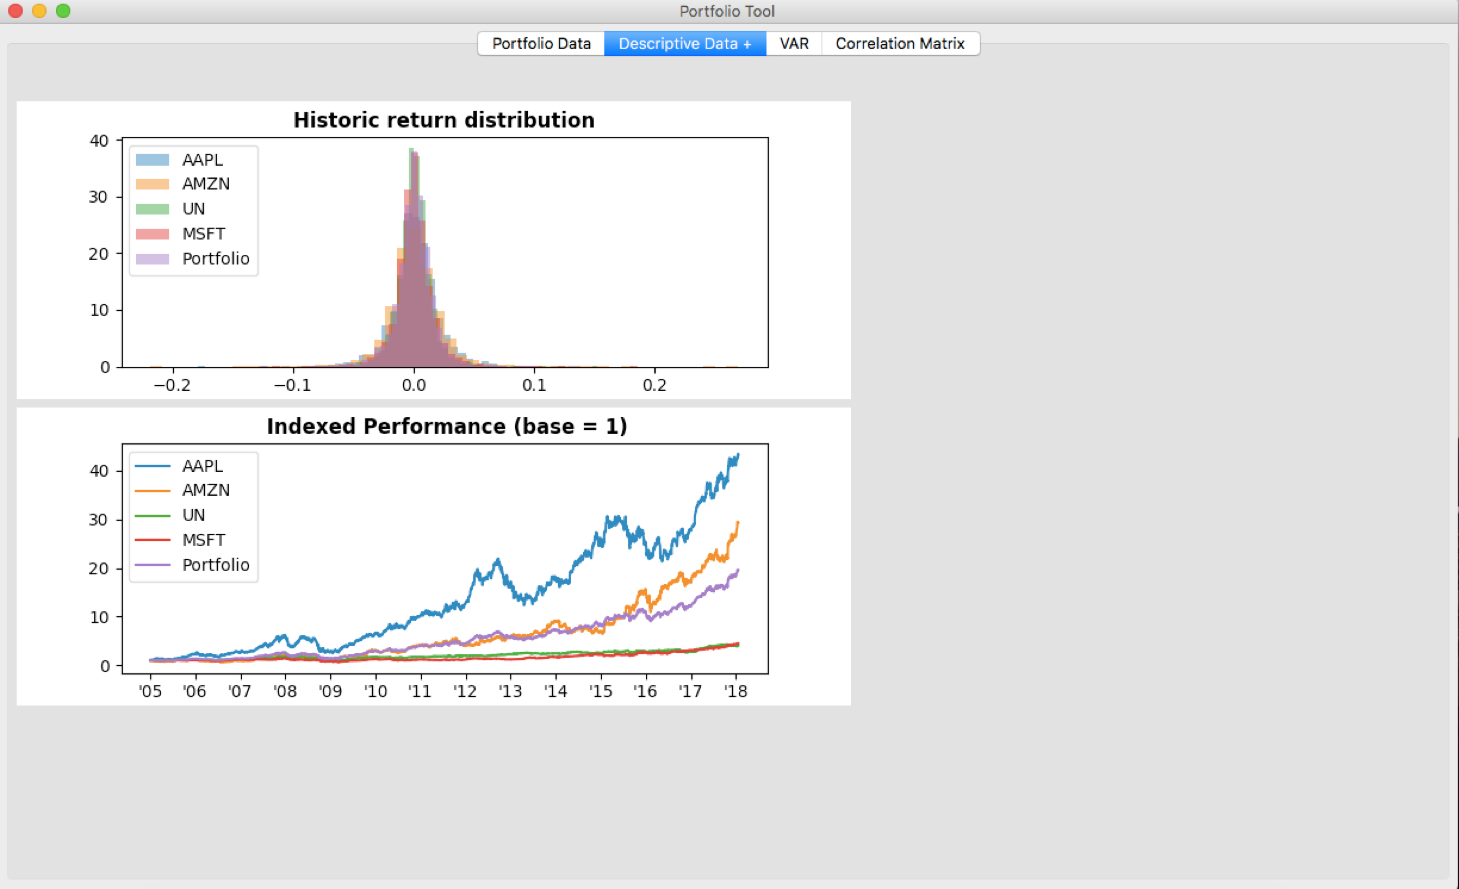 Portfolio Tool
Portfolio Data Descriptive Data + VAR Correlation Matrix
Historic return distribution
40
30
20
10
0
AAPL
AMZN
UN
MSFT
Portfolio
−0.2 −0.1 0.0 0.1 0.2
Indexed Performance (base = 1)
40
30
20
10
0
AAPL
AMZN
UN
MSFT
Portfolio
'05 '06 '07 '08 '09 '10 '11 '12 '13 '14 '15 '16 '17 '18